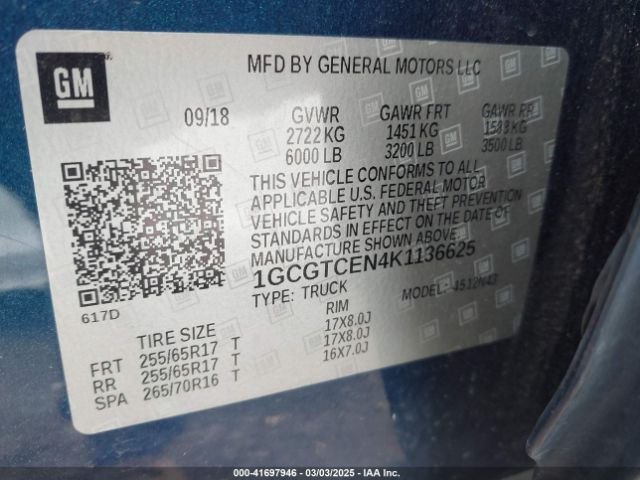 GM
MFD BY GENERAL MOTORS LLC
09/18 GVWR GAWR FRT GAWR RR
2722 KG 1451 KG 1588 KG
6000 LB 3200 LB 3500 LB
THIS VEHICLE CONFORMS TO ALL
APPLICABLE U.S. FEDERAL MOTOR
VEHICLE SAFETY AND THEFT PREVENTION
STANDARDS IN EFFECT ON THE DATE OF
MANUFACTURE SHOWN ABOVE.
1GCGTCEN4K1136625
617D TYPE: TRUCK MODEL: 4512N43
TIRE SIZE RIM
FRT 255/65R17 T 17X8.0J
RR 255/65R17 T 17X8.0J
SPA 265/70R16 T 16X7.0J
000-41697946 - 03/03/2025 - IAA Inc.